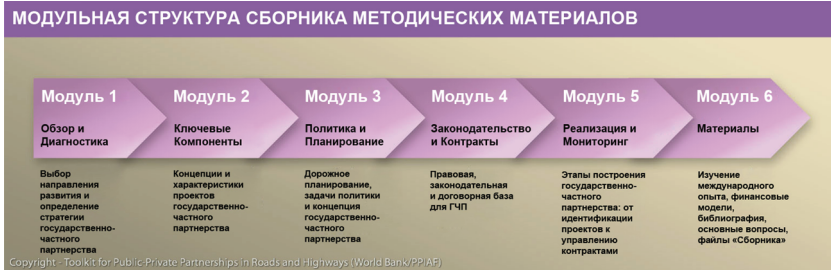 МОДУЛЬНАЯ СТРУКТУРА СБОРНИКА МЕТОДИЧЕСКИХ МАТЕРИАЛОВ
Модуль 1
Обзор и
Диагностика
Выбор
направления
развития и
определение
стратегии
государственно-
частного
партнерства
Модуль 2
Ключевые
Компоненты
Концепции и
характеристики
проектов
государственно-
частного
партнерства
Модуль 3
Политика и
Планирование
Дорожное
планирование,
задачи политики
и концепция
государственно-
частного
партнерства
Модуль 4
Законодательство
и Контракты
Правовая,
законодательная
и договорная база
для ГЧП
Модуль 5
Реализация и
Мониторинг
Этапы построения
государственно-
частного
партнерства: от
идентификации
проектов к
управлению
контрактами
Модуль 6
Материалы
Изучение
международного
опыта, финансовые
модели,
библиография,
основные вопросы,
файлы «Сборника»
Copyright - Toolkit for Public-Private Partnerships in Roads and Highways (World Bank/PPIAF)